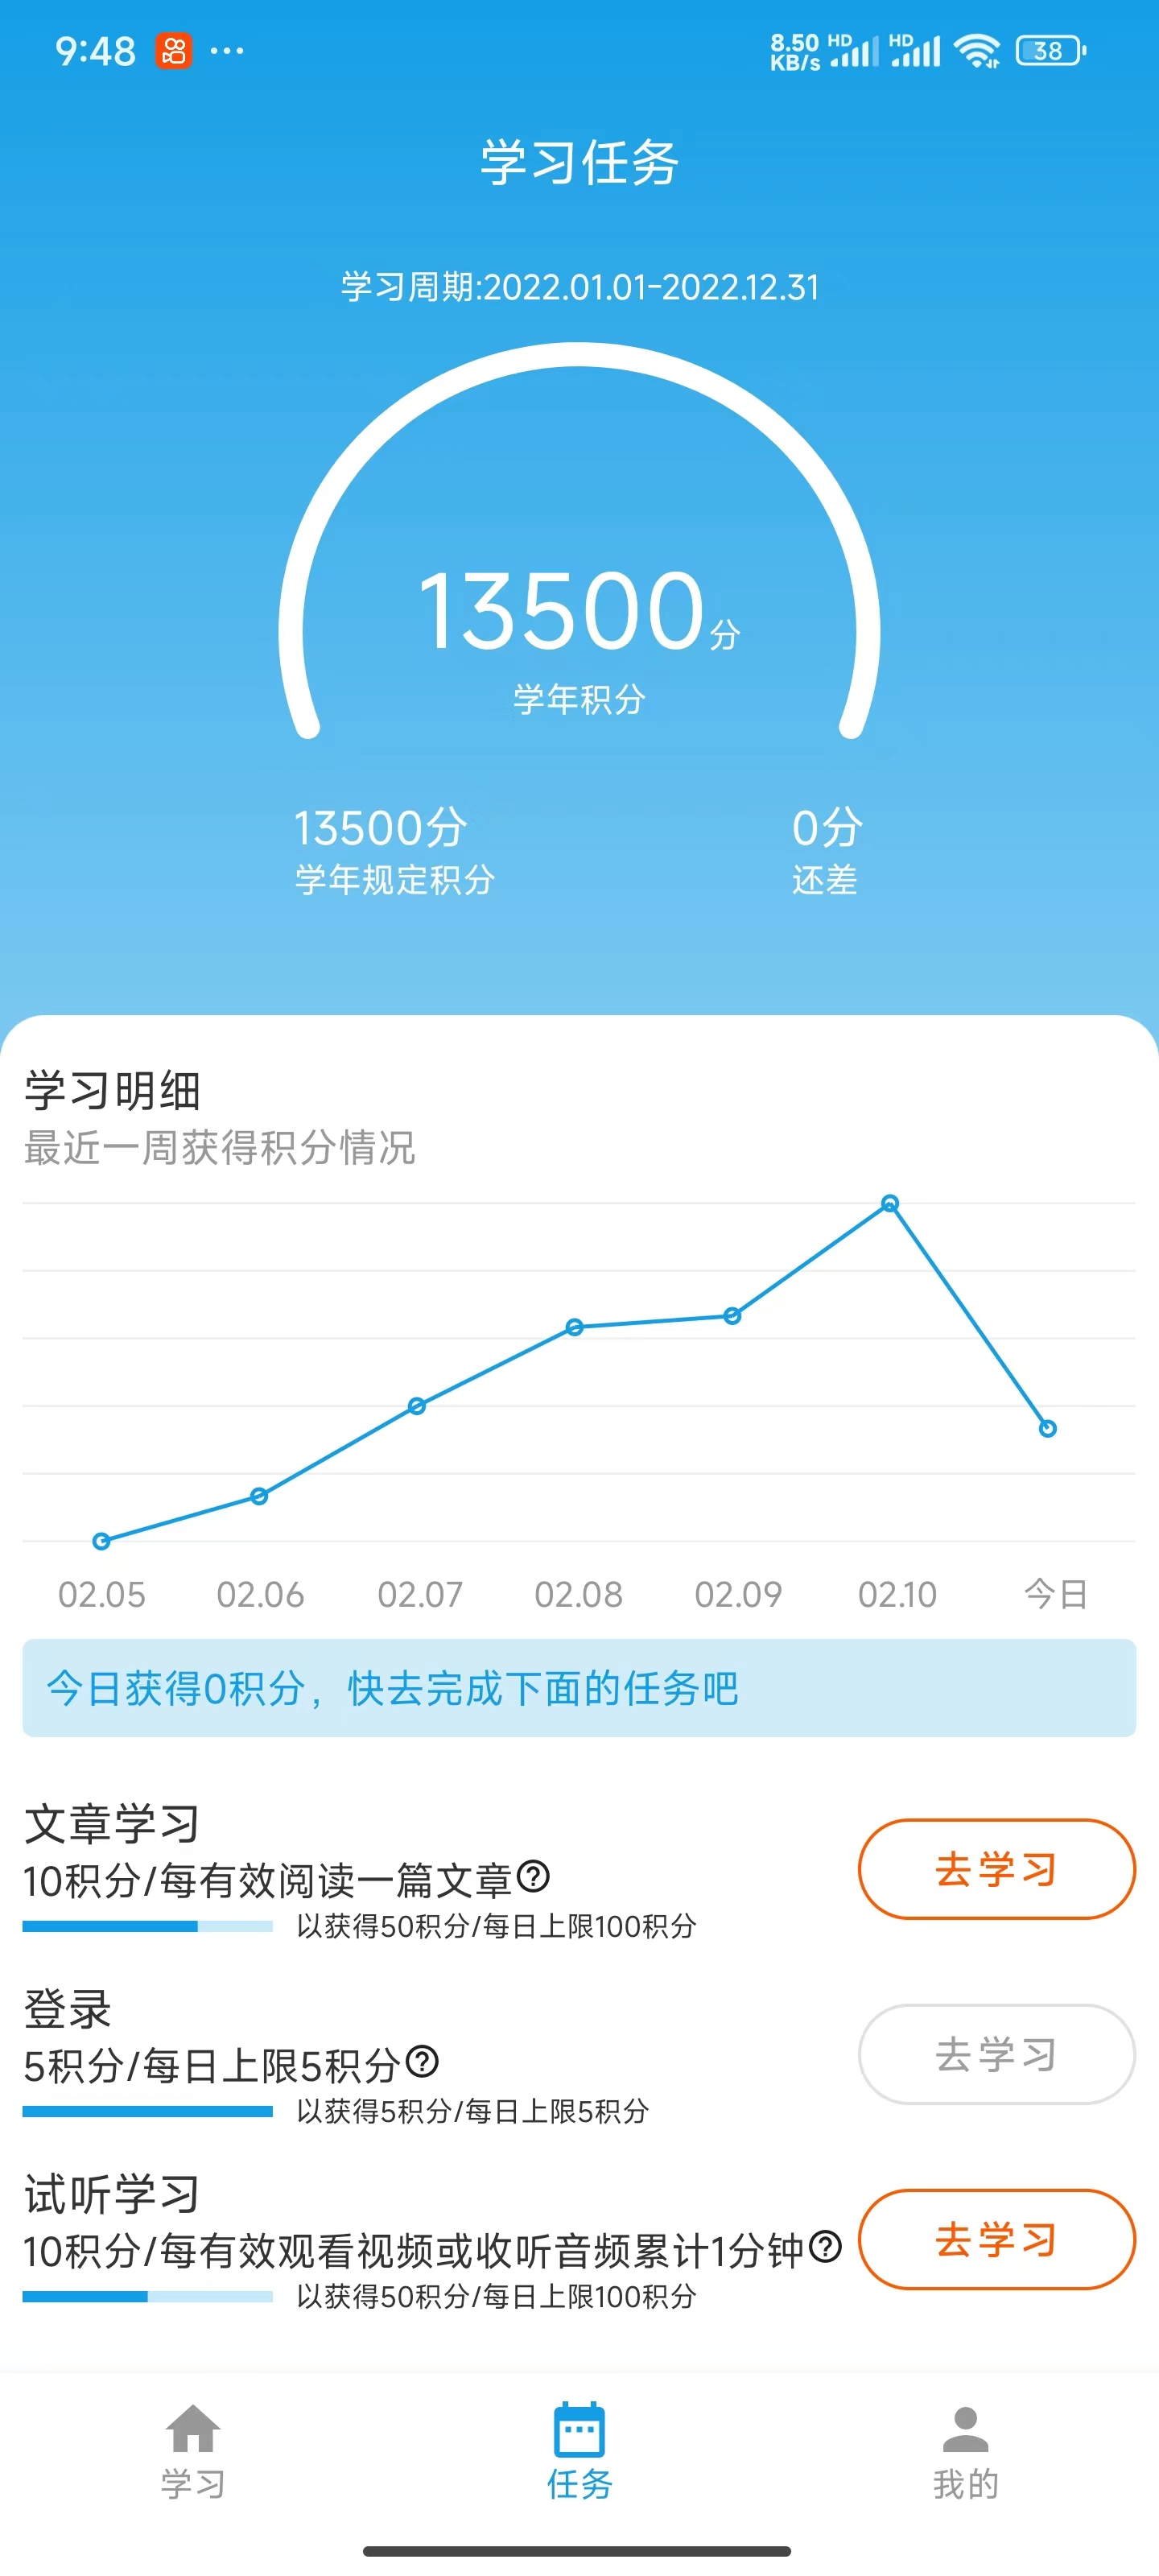 9:48
8.50 KB/s HD HD 38
学习任务
学习周期:2022.01.01-2022.12.31
13500分
学年积分
13500分 0分
学年规定积分 还差
学习明细
最近一周获得积分情况
02.05 02.06 02.07 02.08 02.09 02.10 今日
今日获得0积分，快去完成下面的任务吧
文章学习
10积分/每有效阅读一篇文章?
以获得50积分/每日上限100积分
去学习
登录
5积分/每日上限5积分?
以获得5积分/每日上限5积分
去学习
试听学习
10积分/每有效观看视频或收听音频累计1分钟?
以获得50积分/每日上限100积分
去学习
学习 任务 我的